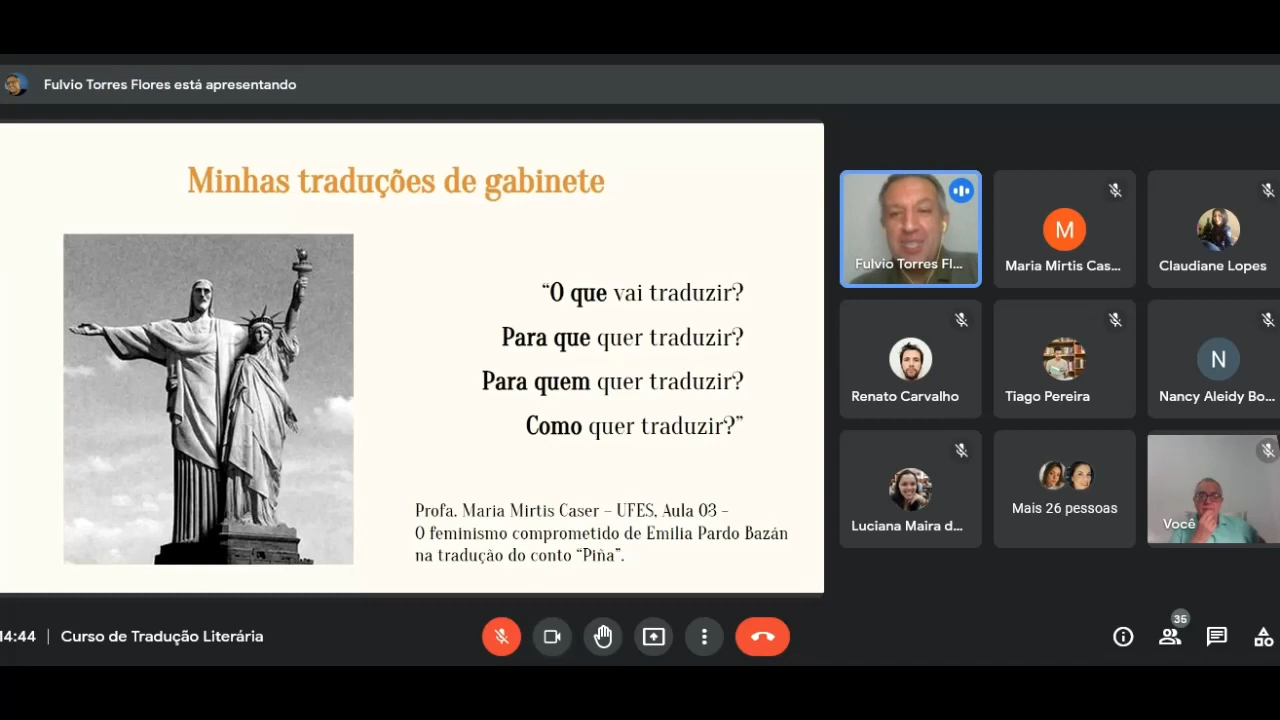 Fulvio Torres Flores está apresentando
Minhas traduções de gabinete
“O que vai traduzir?
Para que quer traduzir?
Para quem quer traduzir?
Como quer traduzir?”
Profa. Maria Mirtis Caser – UFES, Aula 03 –
O feminismo comprometido de Emilia Pardo Bazán
na tradução do conto “Piña”.
Fulvio Torres Fl...
M
Maria Mirtis Cas...
Claudiane Lopes
Renato Carvalho
Tiago Pereira
N
Nancy Aleidy Bo...
Luciana Maira d...
Mais 26 pessoas
Você
14:44 | Curso de Tradução Literária
35